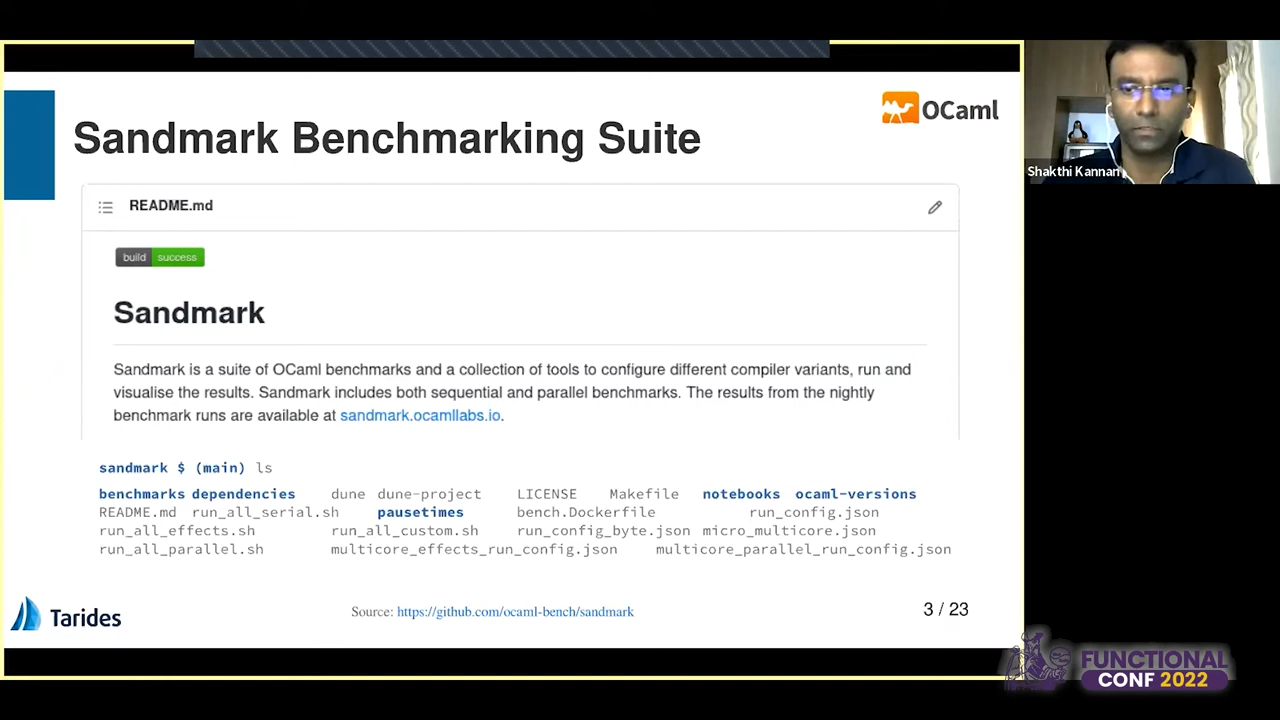 Sandmark Benchmarking Suite
OCaml
Shakthi Kannan
README.md
build success
Sandmark
Sandmark is a suite of OCaml benchmarks and a collection of tools to configure different compiler variants, run and
visualise the results. Sandmark includes both sequential and parallel benchmarks. The results from the nightly
benchmark runs are available at sandmark.ocamllabs.io.
sandmark $ (main) ls
benchmarks dependencies dune dune-project LICENSE Makefile notebooks ocaml-versions
README.md run_all_serial.sh pausetimes bench.Dockerfile run_config.json
run_all_effects.sh run_all_custom.sh run_config_byte.json micro_multicore.json
run_all_parallel.sh multicore_effects_run_config.json multicore_parallel_run_config.json
Tarides
Source: https://github.com/ocaml-bench/sandmark
3 / 23
FUNCTIONAL
CONF 2022